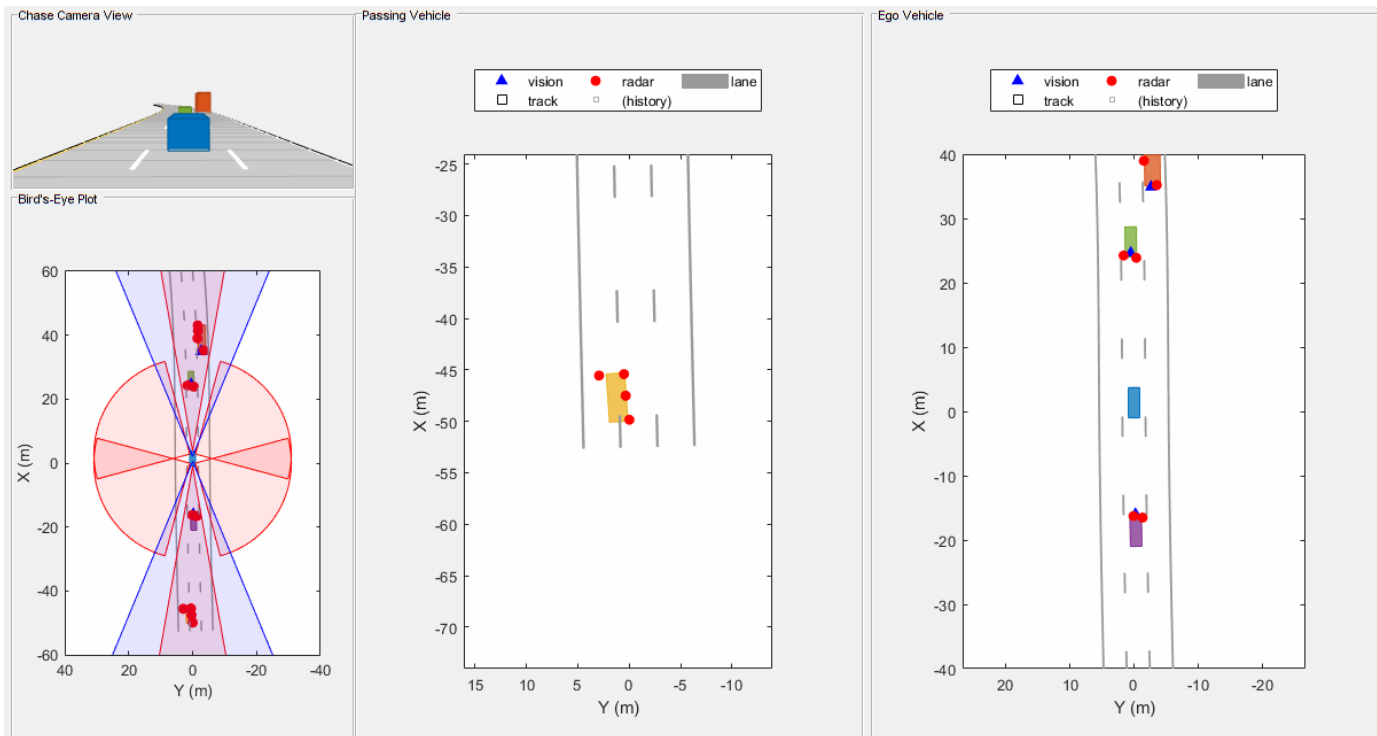 Chase Camera View
Bird's-Eye Plot
60
40
20
0
-20
-40
-60
X (m)
40 20 0 -20 -40
Y (m)
Passing Vehicle
vision radar lane
track (history)
-25
-30
-35
-40
-45
-50
-55
-60
-65
-70
X (m)
15 10 5 0 -5 -10
Y (m)
Ego Vehicle
vision radar lane
track (history)
40
30
20
10
0
-10
-20
-30
-40
X (m)
20 10 0 -10 -20
Y (m)